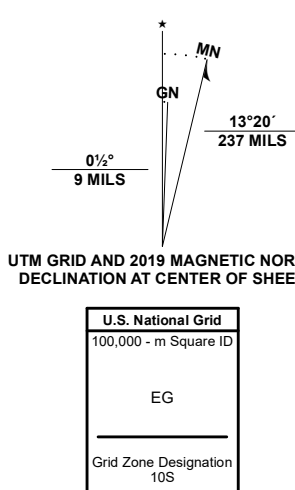 ★
MN
GN
13°20´
237 MILS
0½°
9 MILS
UTM GRID AND 2019 MAGNETIC NOR
DECLINATION AT CENTER OF SHEE
U.S. National Grid
100,000 - m Square ID
EG
Grid Zone Designation
10S